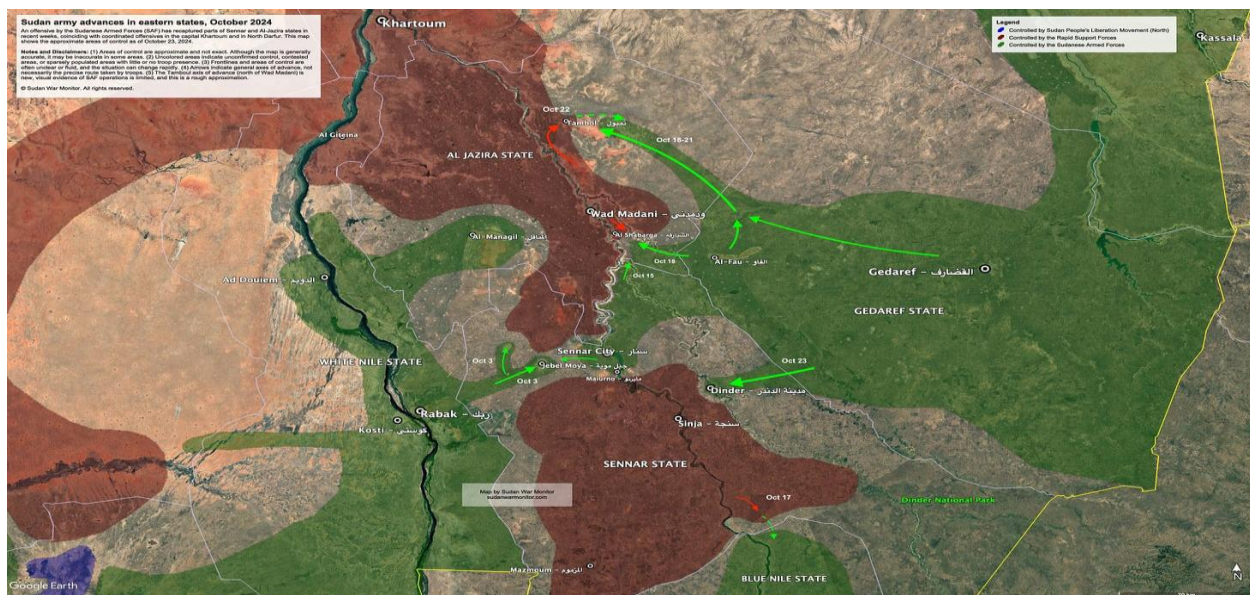 Sudan army advances in eastern states, October 2024
An offensive by the Sudanese Armed Forces (SAF) has recaptured parts of Sennar and Al-Jazira states in
recent weeks, coinciding with coordinated offensives in the capital Khartoum and in North Darfur. This map
shows the approximate areas of control as of October 23, 2024.
Notes and Disclaimers: (1) Areas of control are approximate and not exact. Although the map is generally
accurate, it may be inaccurate in some areas. (2) Uncolored areas indicate unconfirmed control, contested
areas, or sparsely populated areas with little or no troop presence. (3) Frontlines and areas of control are
often unclear or fluid, and the situation can change rapidly. (4) Arrows indicate general axes of advance, not
necessarily the precise route taken by troops. (5) The Tamboul axis of advance (north of Wad Madani) is
new, visual evidence of SAF operations is limited, and this is a rough approximation.
© Sudan War Monitor. All rights reserved.
Khartoum
Legend
Controlled by Sudan People's Liberation Movement (North)
Controlled by the Rapid Support Forces
Controlled by the Sudanese Armed Forces
Kassala
Oct 22
Tambol - تمبول
Al Giteina
Oct 18-21
AL JAZIRA STATE
Wad Madani - ودمدني
Al Shabarga - الشبارقة
Al-Managil - المناقل
Oct 16
Al-Fau - الفاو
Oct 15
Gedaref - القضارف
Ad Douiem - الدويم
GEDAREF STATE
Sennar City - سنار
WHITE NILE STATE
Oct 3
Jebel Moya - جبل موية
Oct 23
Oct 3
Maiurno - مايرنو
Dinder - مدينة الدندر
Rabak - ربك
Sinja - سنجة
Kosti - كوستي
SENNAR STATE
Map by Sudan War Monitor
sudanwarmonitor.com
Oct 17
Dinder National Park
Mazmoum - المزموم
BLUE NILE STATE
Google Earth
N